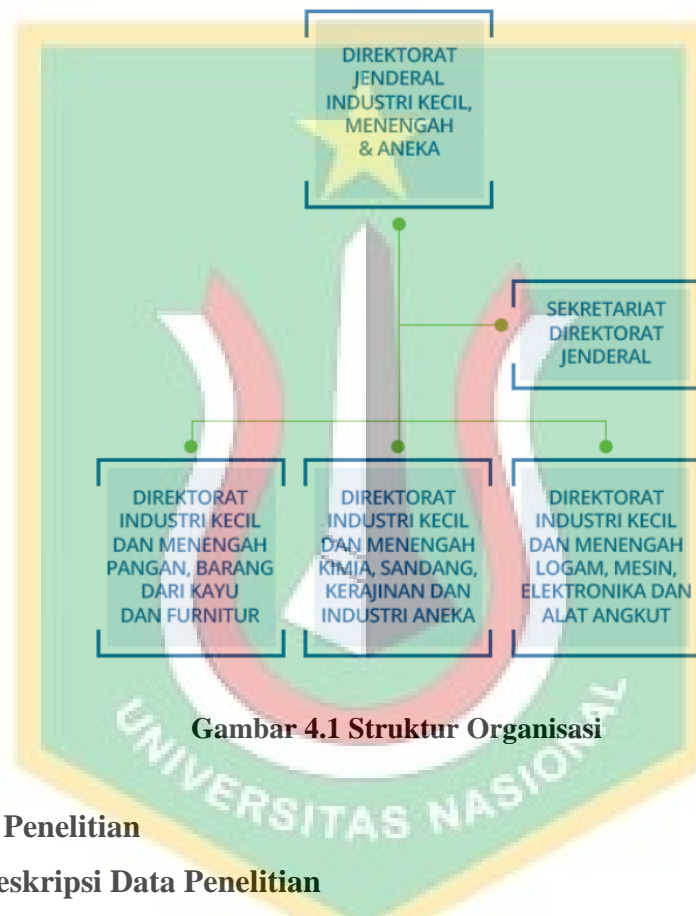 DIREKTORAT
JENDERAL
INDUSTRI KECIL,
MENENGAH
& ANEKA
SEKRETARIAT
DIREKTORAT
JENDERAL
DIREKTORAT
INDUSTRI KECIL
DAN MENENGAH
PANGAN, BARANG
DARI KAYU
DAN FURNITUR
DIREKTORAT
INDUSTRI KECIL
DAN MENENGAH
KIMIA, SANDANG,
KERAJINAN DAN
INDUSTRI ANEKA
DIREKTORAT
INDUSTRI KECIL
DAN MENENGAH
LOGAM, MESIN,
ELEKTRONIKA DAN
ALAT ANGKUT
Gambar 4.1 Struktur Organisasi
UNIVERSITAS NASIONAL
Penelitian
eskripsi Data Penelitian